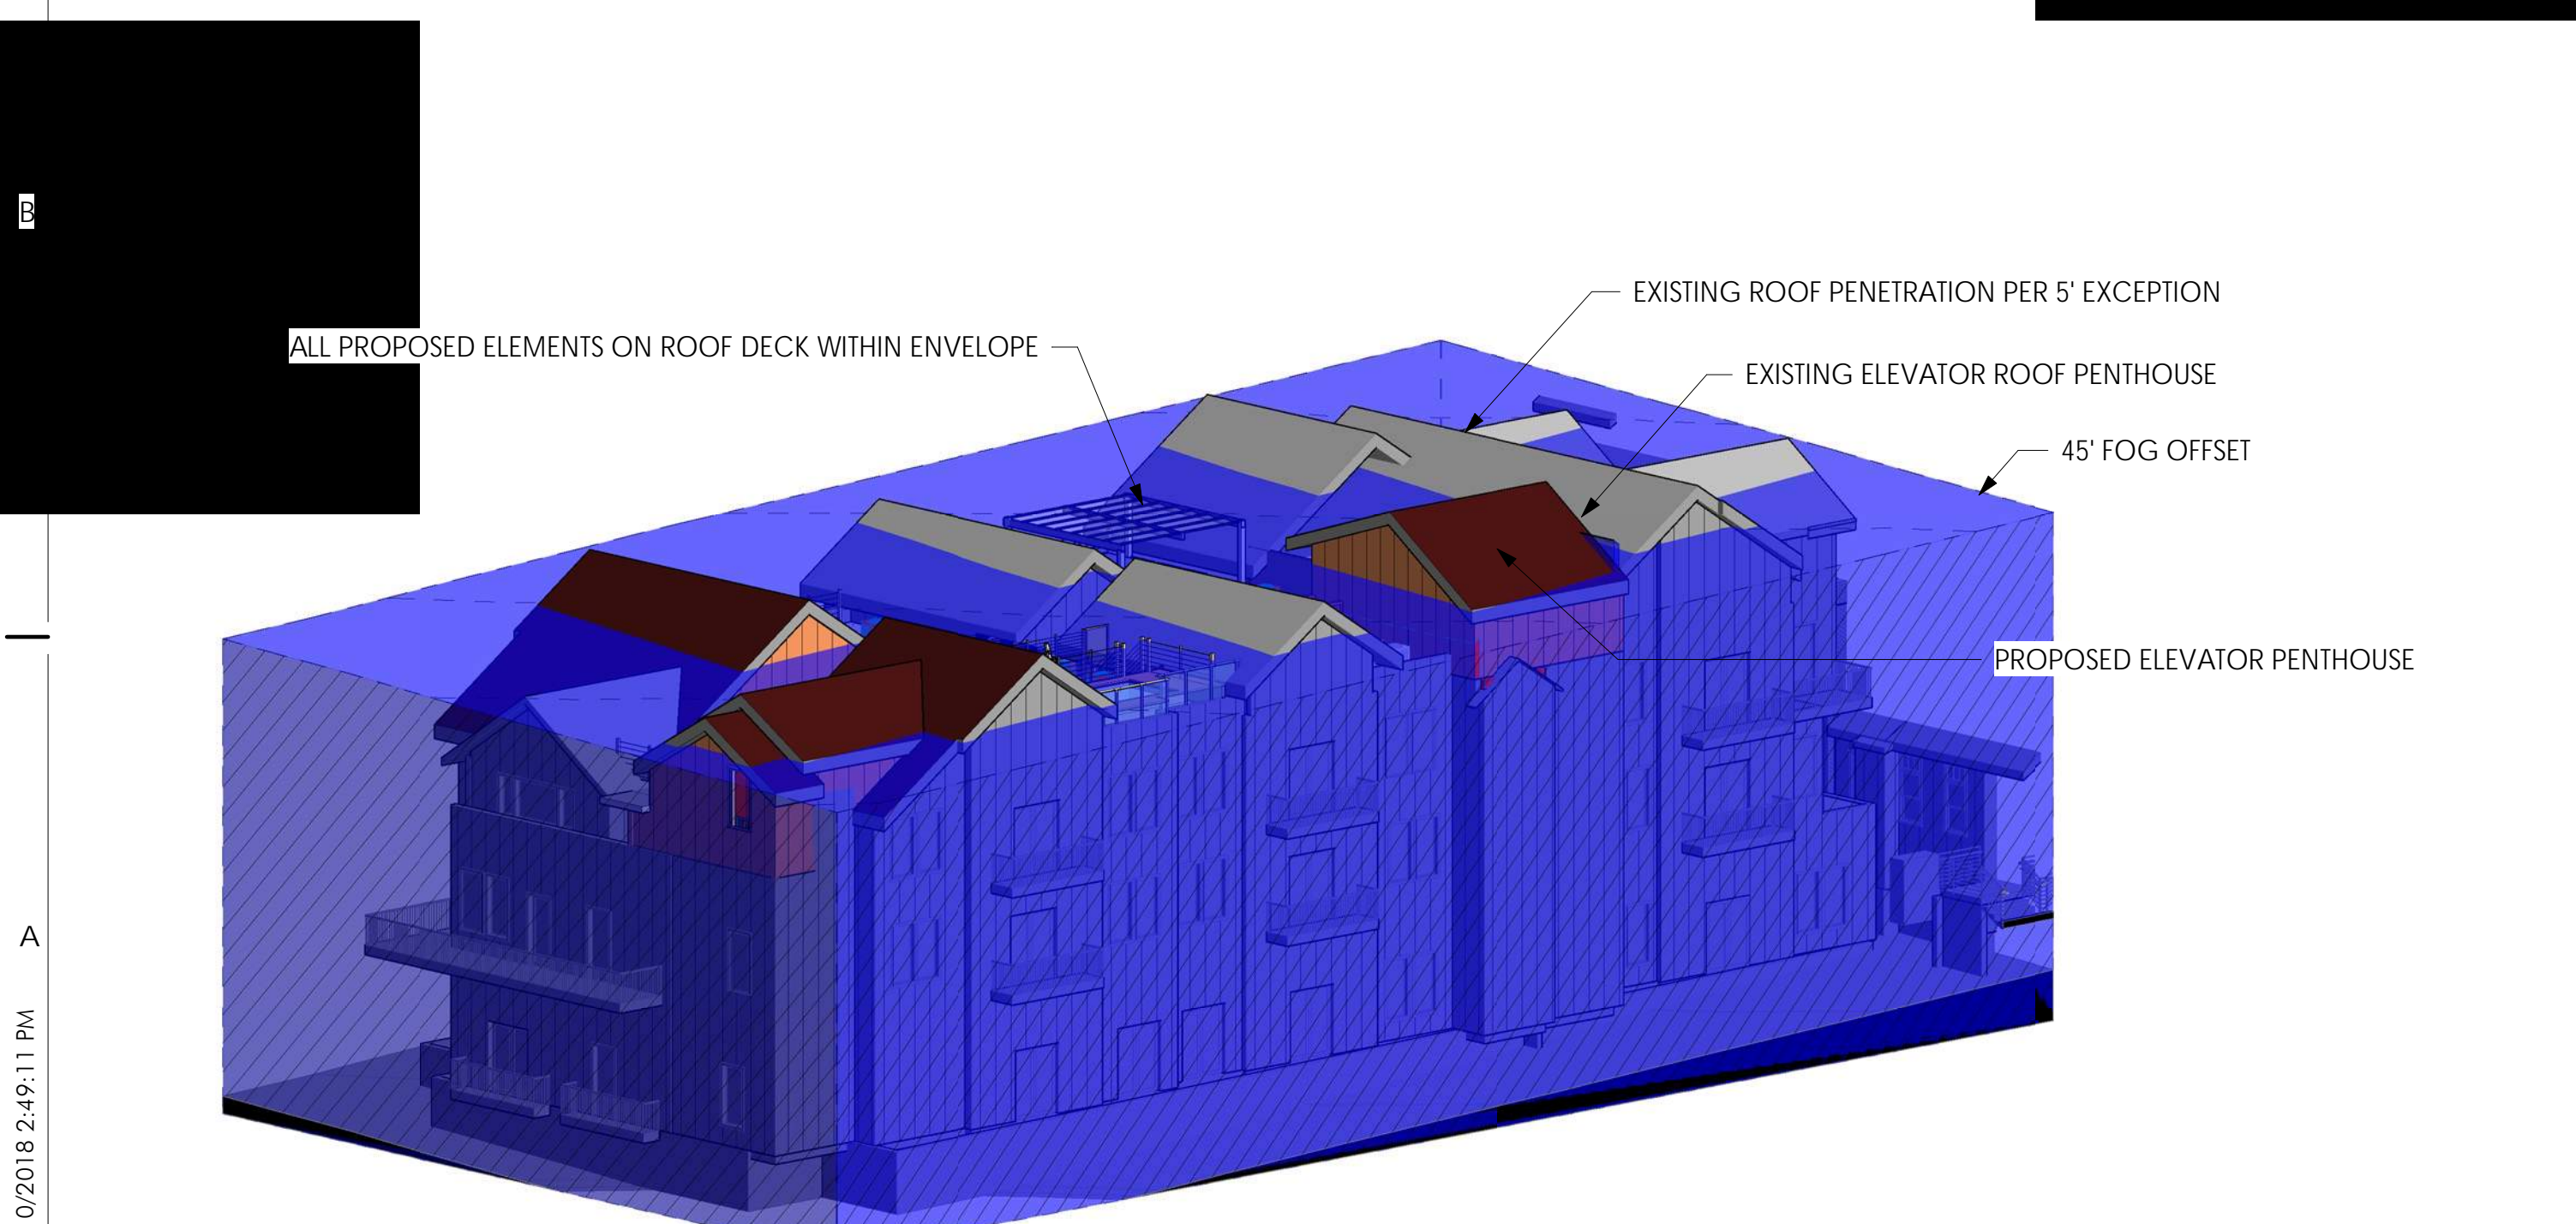 B
EXISTING ROOF PENETRATION PER 5' EXCEPTION
ALL PROPOSED ELEMENTS ON ROOF DECK WITHIN ENVELOPE
EXISTING ELEVATOR ROOF PENTHOUSE
45' FOG OFFSET
PROPOSED ELEVATOR PENTHOUSE
A
0/2018 2:49:11 PM